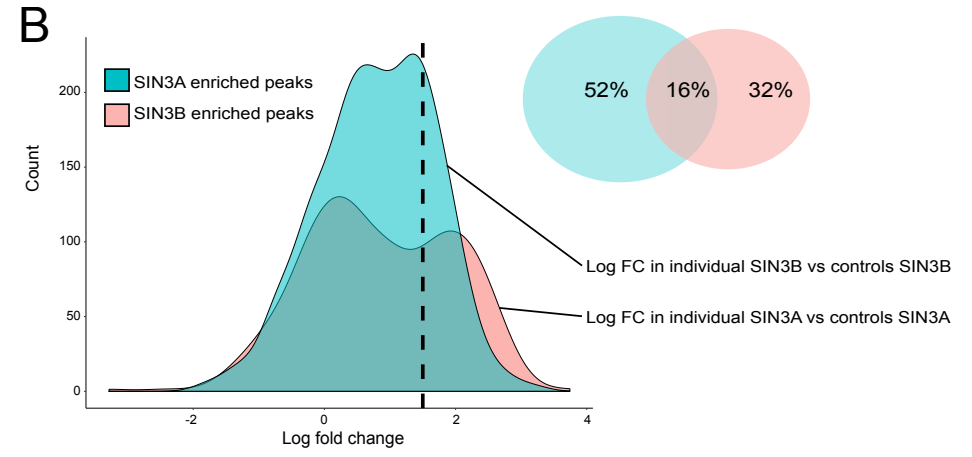 B
SIN3A enriched peaks
SIN3B enriched peaks
52% 16% 32%
Count
200
150
100
50
0
Log FC in individual SIN3B vs controls SIN3B
Log FC in individual SIN3A vs controls SIN3A
-2 0 2 4
Log fold change